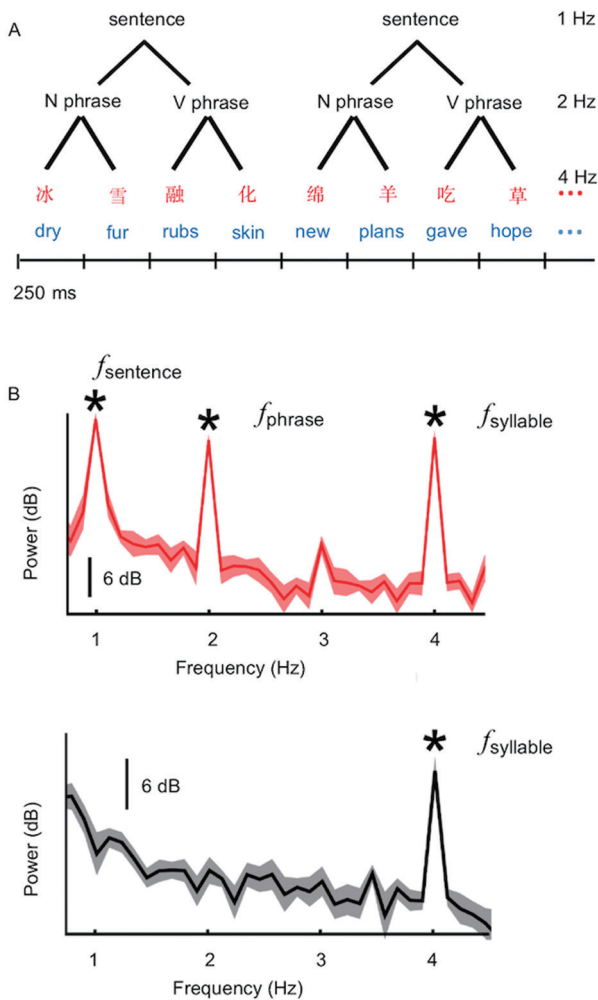 A
sentence sentence 1 Hz
N phrase V phrase N phrase V phrase 2 Hz
4 Hz
冰 雪 融 化 绵 羊 吃 草 ...
dry fur rubs skin new plans gave hope ...
250 ms
B
fsentence
fphrase
fsyllable
* * *
Power (dB)
6 dB
1 2 3 4
Frequency (Hz)
*
fsyllable
Power (dB)
6 dB
1 2 3 4
Frequency (Hz)